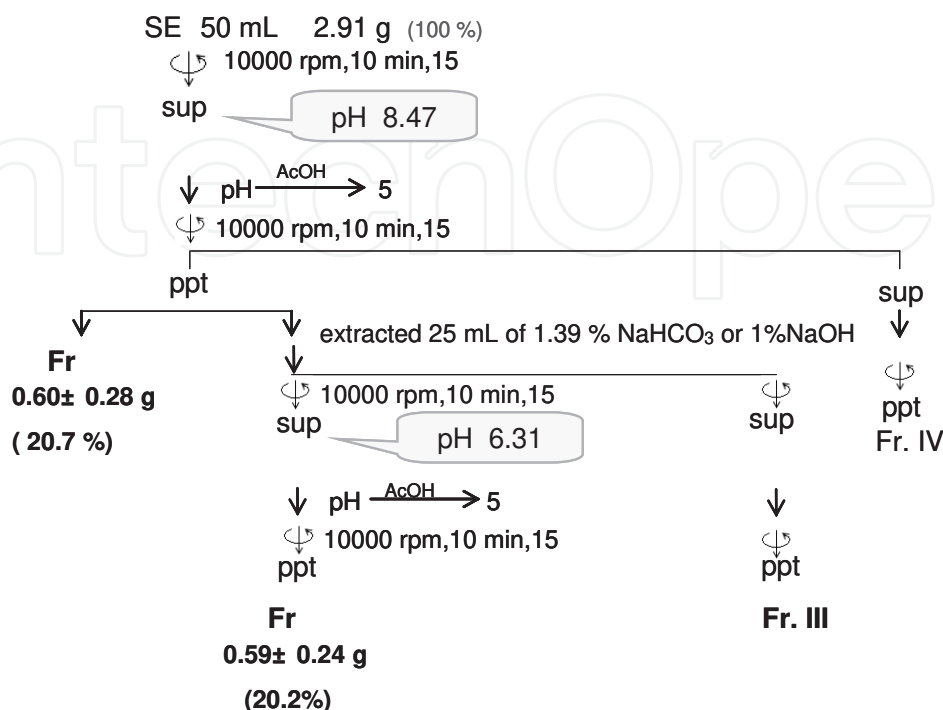 SE 50 mL 2.91 g (100 %)
10000 rpm,10 min,15
sup
pH 8.47
pH AcOH 5
10000 rpm,10 min,15
ppt
sup
extracted 25 mL of 1.39 % NaHCO3 or 1%NaOH
Fr
0.60± 0.28 g
( 20.7 %)
10000 rpm,10 min,15
sup
sup
ppt
Fr. IV
pH 6.31
pH AcOH 5
10000 rpm,10 min,15
ppt
ppt
Fr
Fr. III
0.59± 0.24 g
(20.2%)
ntechOpe